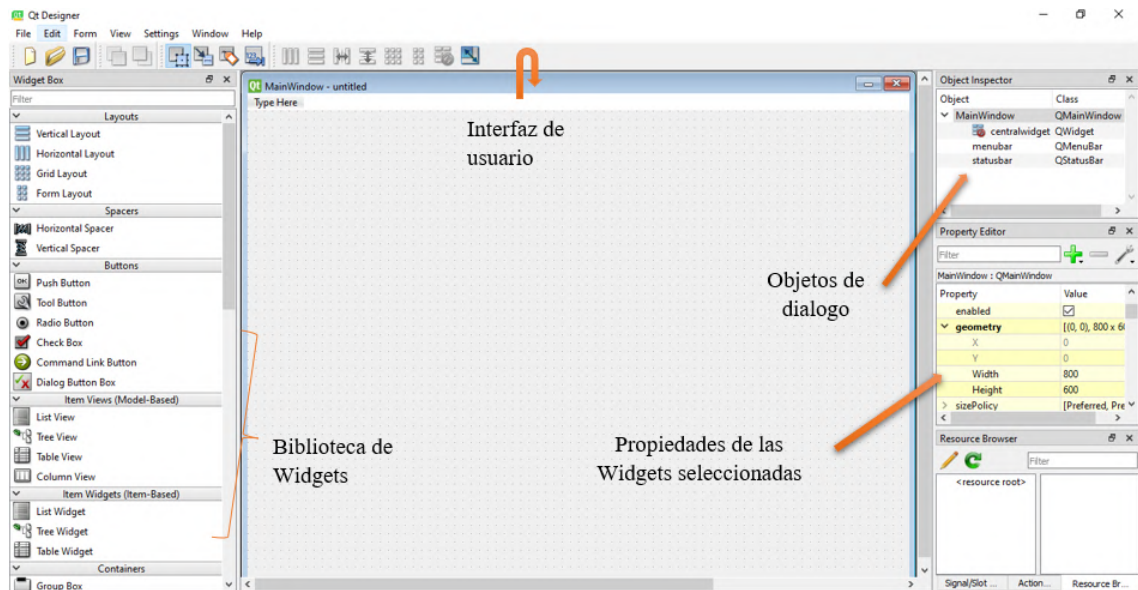 Qt Designer
File Edit Form View Settings Window Help
Widget Box
Filter
Layouts
Vertical Layout
Horizontal Layout
Grid Layout
Form Layout
Spacers
Horizontal Spacer
Vertical Spacer
Buttons
OK Push Button
Tool Button
Radio Button
Check Box
Command Link Button
Dialog Button Box
Item Views (Model-Based)
List View
Tree View
Table View
Column View
Item Widgets (Item-Based)
List Widget
Tree Widget
Table Widget
Containers
Group Box
MainWindow - untitled
Type Here
Interfaz de
usuario
Objetos de
dialogo
Biblioteca de
Widgets
Propiedades de las
Widgets seleccionadas
Object Inspector
Object Class
MainWindow QMainWindow
centralwidget QWidget
menubar QMenuBar
statusbar QStatusBar
Property Editor
Filter
MainWindow : QMainWindow
Property Value
enabled
geometry [(0, 0), 800 x 60
X 0
Y 0
Width 800
Height 600
sizePolicy [Preferred, Pre
Resource Browser
Filter
<resource root>
Signal/Slot ... Action... Resource Br...